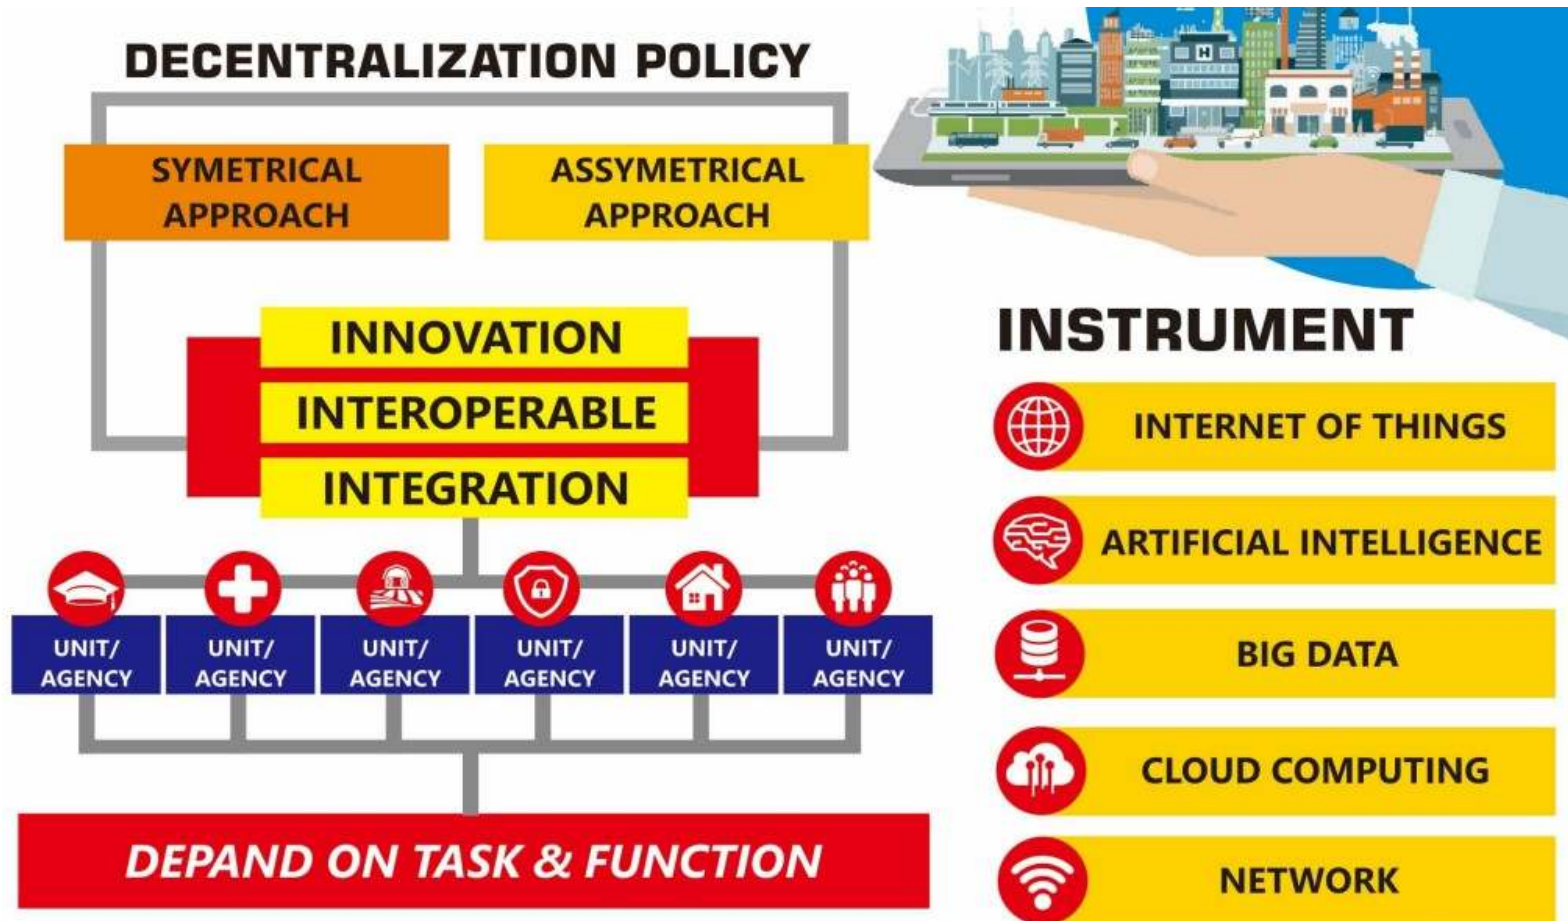 DECENTRALIZATION POLICY
SYMETRICAL
APPROACH
ASSYMETRICAL
APPROACH
INNOVATION
INTEROPERABLE
INTEGRATION
UNIT/
AGENCY
UNIT/
AGENCY
UNIT/
AGENCY
UNIT/
AGENCY
UNIT/
AGENCY
UNIT/
AGENCY
DEPAND ON TASK & FUNCTION
H
INSTRUMENT
INTERNET OF THINGS
ARTIFICIAL INTELLIGENCE
BIG DATA
CLOUD COMPUTING
NETWORK